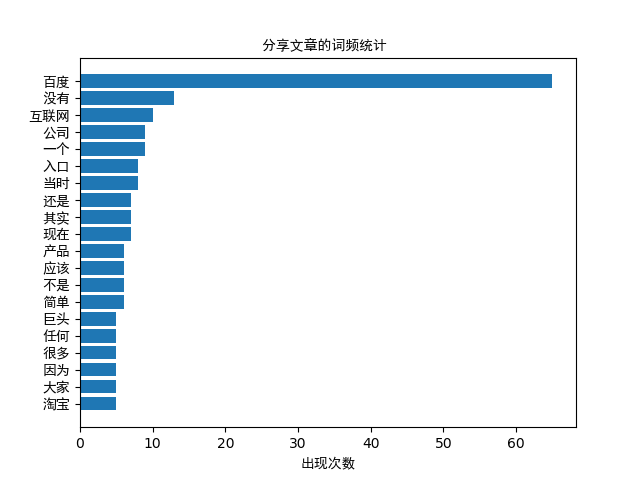 分享文章的词频统计
百度
没有
互联网
公司
一个
入口
当时
还是
其实
现在
产品
应该
不是
简单
巨头
任何
很多
因为
大家
淘宝
0 10 20 30 40 50 60
出现次数